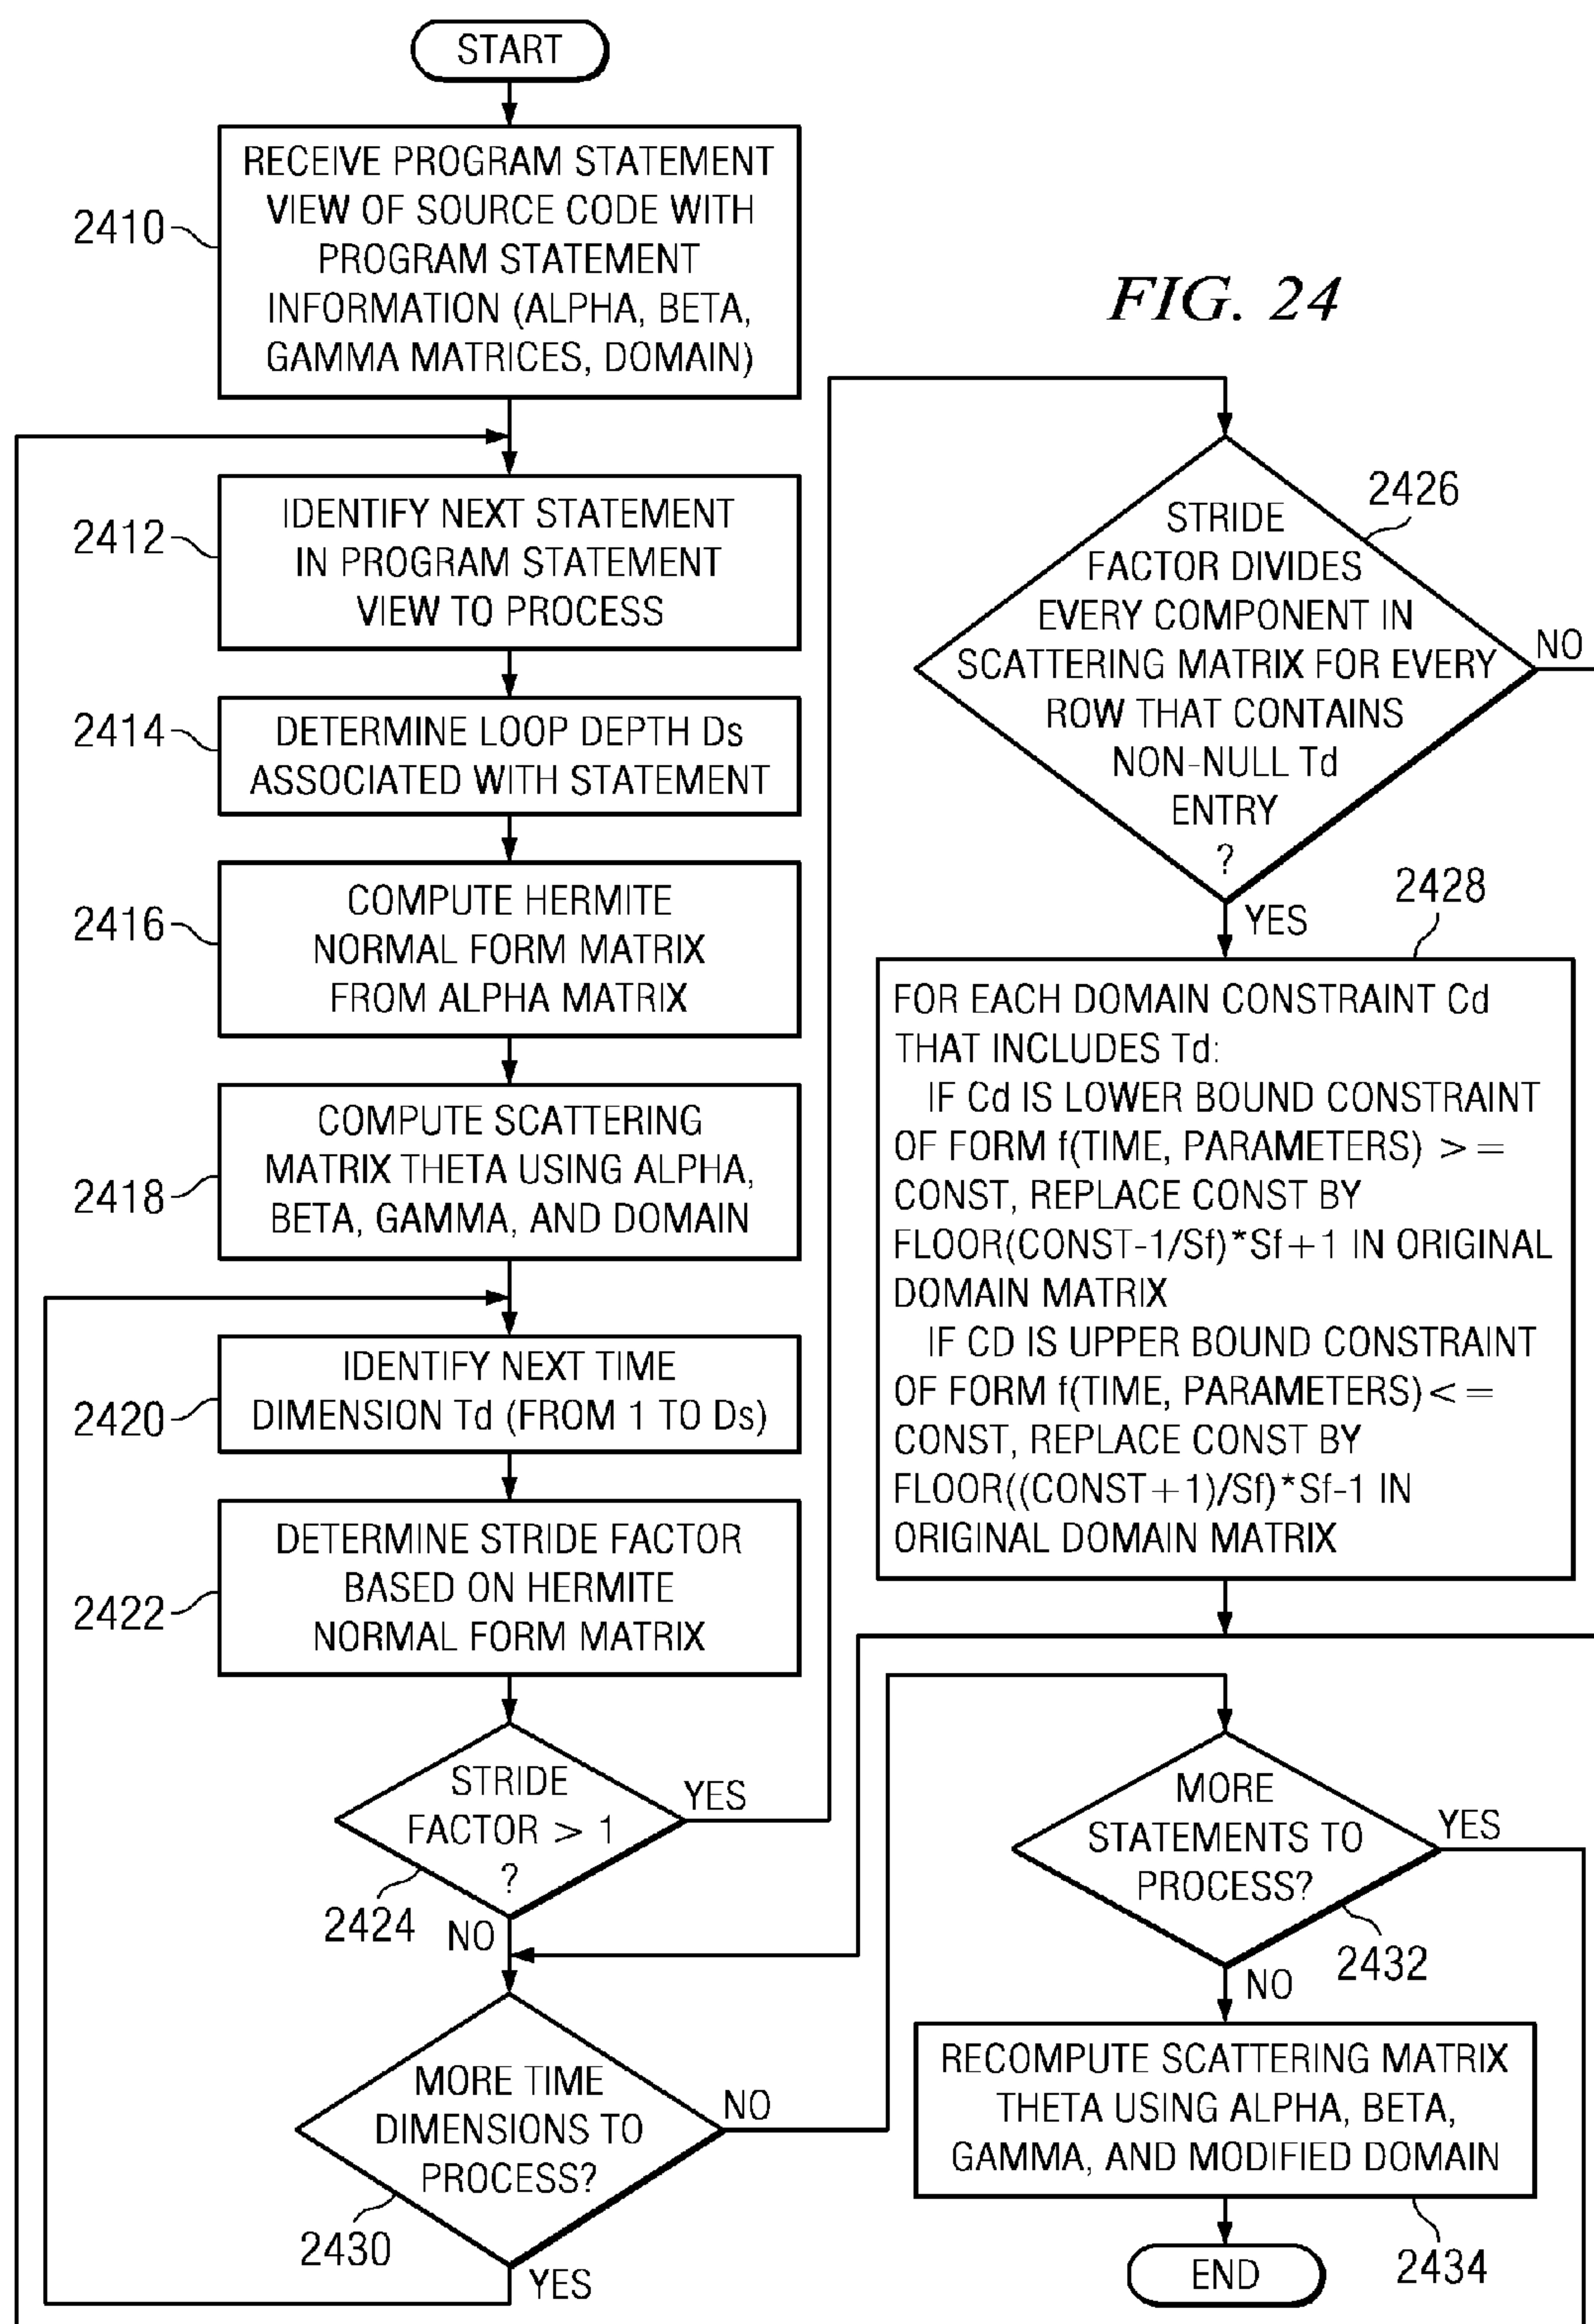 START
RECEIVE PROGRAM STATEMENT
VIEW OF SOURCE CODE WITH
PROGRAM STATEMENT
INFORMATION (ALPHA, BETA,
GAMMA MATRICES, DOMAIN)
2410
FIG. 24
IDENTIFY NEXT STATEMENT
IN PROGRAM STATEMENT
VIEW TO PROCESS
2412
DETERMINE LOOP DEPTH Ds
ASSOCIATED WITH STATEMENT
2414
COMPUTE HERMITE
NORMAL FORM MATRIX
FROM ALPHA MATRIX
2416
COMPUTE SCATTERING
MATRIX THETA USING ALPHA,
BETA, GAMMA, AND DOMAIN
2418
IDENTIFY NEXT TIME
DIMENSION Td (FROM 1 TO Ds)
2420
DETERMINE STRIDE FACTOR
BASED ON HERMITE
NORMAL FORM MATRIX
2422
STRIDE
FACTOR > 1
?
2424
YES
NO
STRIDE
FACTOR DIVIDES
EVERY COMPONENT IN
SCATTERING MATRIX FOR EVERY
ROW THAT CONTAINS
NON-NULL Td
ENTRY
?
2426
NO
YES
2428
FOR EACH DOMAIN CONSTRAINT Cd
THAT INCLUDES Td:
IF Cd IS LOWER BOUND CONSTRAINT
OF FORM f(TIME, PARAMETERS) >=
CONST, REPLACE CONST BY
FLOOR(CONST-1/Sf)*Sf+1 IN ORIGINAL
DOMAIN MATRIX
IF CD IS UPPER BOUND CONSTRAINT
OF FORM f(TIME, PARAMETERS)<=
CONST, REPLACE CONST BY
FLOOR((CONST+1)/Sf)*Sf-1 IN
ORIGINAL DOMAIN MATRIX
MORE TIME
DIMENSIONS TO
PROCESS?
2430
NO
YES
MORE
STATEMENTS TO
PROCESS?
2432
YES
NO
RECOMPUTE SCATTERING MATRIX
THETA USING ALPHA, BETA,
GAMMA, AND MODIFIED DOMAIN
2434
END